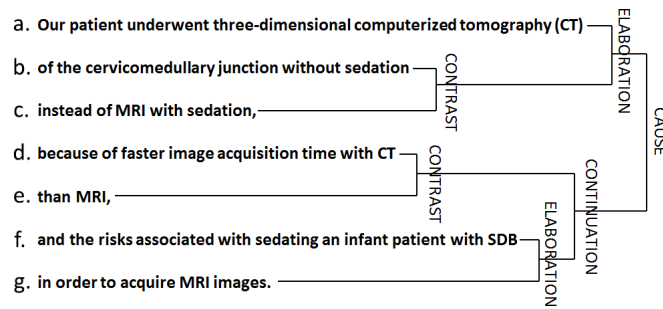 a. Our patient underwent three-dimensional computerized tomography (CT)
b. of the cervicomedullary junction without sedation
c. instead of MRI with sedation,
d. because of faster image acquisition time with CT
e. than MRI,
f. and the risks associated with sedating an infant patient with SDB
g. in order to acquire MRI images.
CONTRAST
CONTRAST
ELABORATION
CONTINUATION
ELABORATION
CAUSE